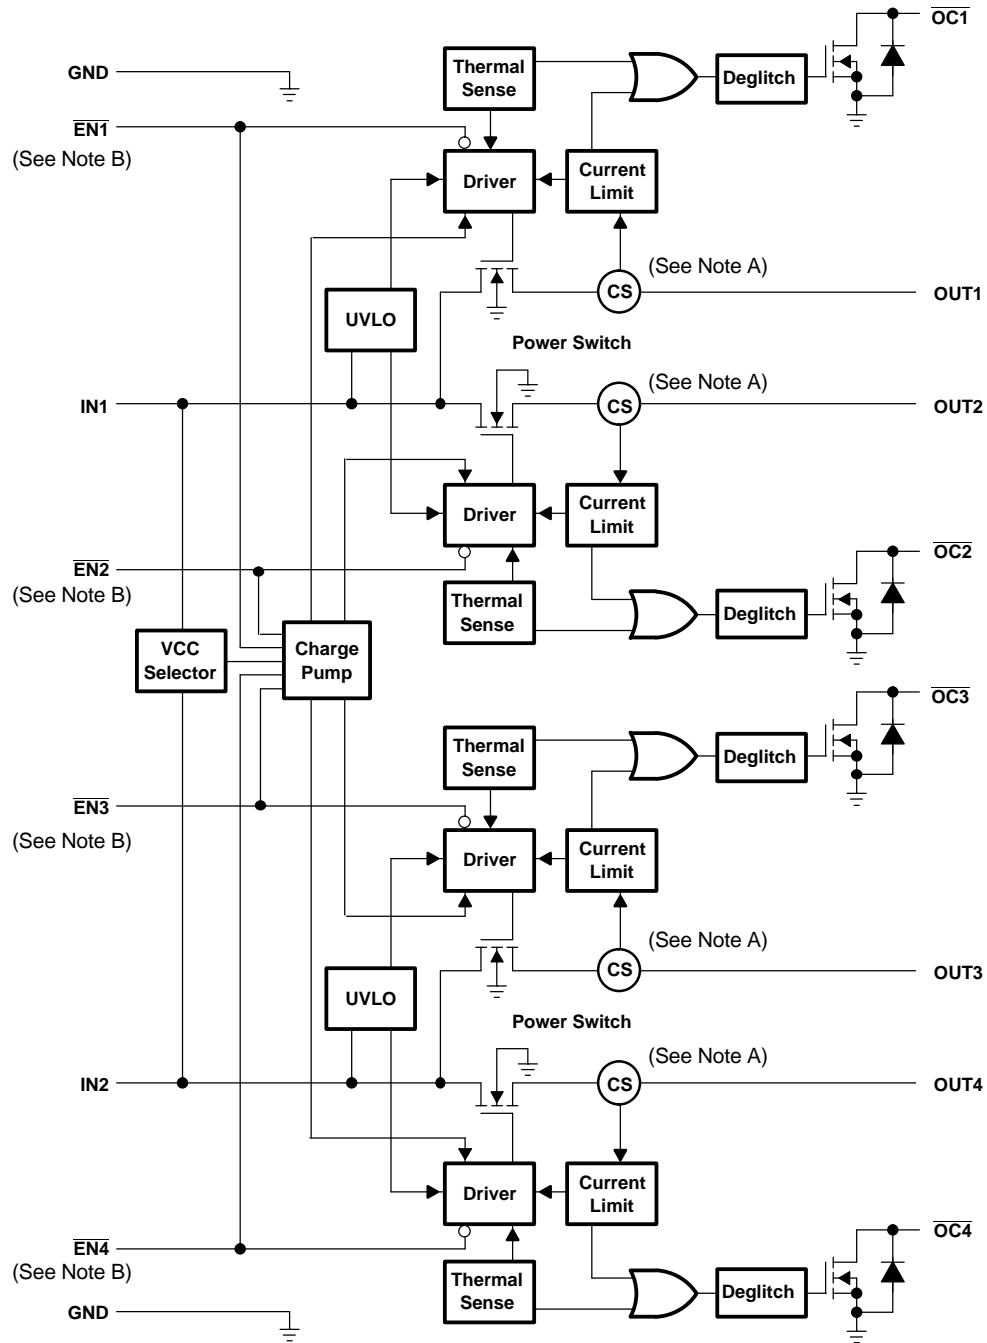 OC1
GND
Thermal
Sense
Deglitch
EN1
(See Note B)
Driver
Current
Limit
(See Note A)
CS
OUT1
UVLO
Power Switch
(See Note A)
IN1
CS
OUT2
Driver
Current
Limit
OC2
EN2
(See Note B)
Thermal
Sense
Deglitch
VCC
Selector
Charge
Pump
OC3
Thermal
Sense
Deglitch
EN3
(See Note B)
Driver
Current
Limit
(See Note A)
CS
OUT3
UVLO
Power Switch
(See Note A)
IN2
CS
OUT4
Driver
Current
Limit
OC4
EN4
(See Note B)
Thermal
Sense
Deglitch
GND